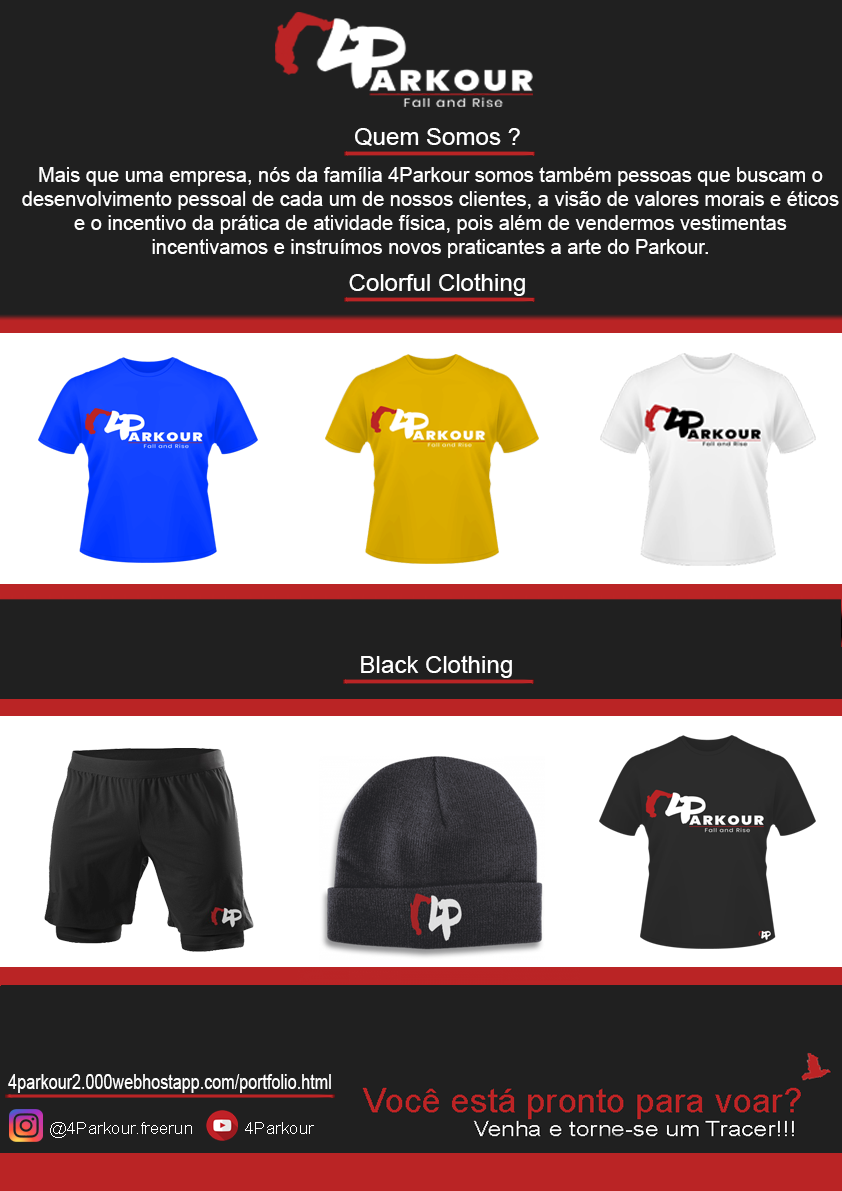 4PARKOUR
Fall and Rise
Quem Somos ?
Mais que uma empresa, nós da família 4Parkour somos também pessoas que buscam o
desenvolvimento pessoal de cada um de nossos clientes, a visão de valores morais e éticos
e o incentivo da prática de atividade física, pois além de vendermos vestimentas
incentivamos e instruímos novos praticantes a arte do Parkour.
Colorful Clothing
4PARKOUR
Fall and Rise
4PARKOUR
Fall and Rise
4PARKOUR
Fall and Rise
Black Clothing
4P
4P
4PARKOUR
Fall and Rise
4P
4parkour2.000webhostapp.com/portfolio.html
@4Parkour.freerun
4Parkour
Você está pronto para voar?
Venha e torne-se um Tracer!!!